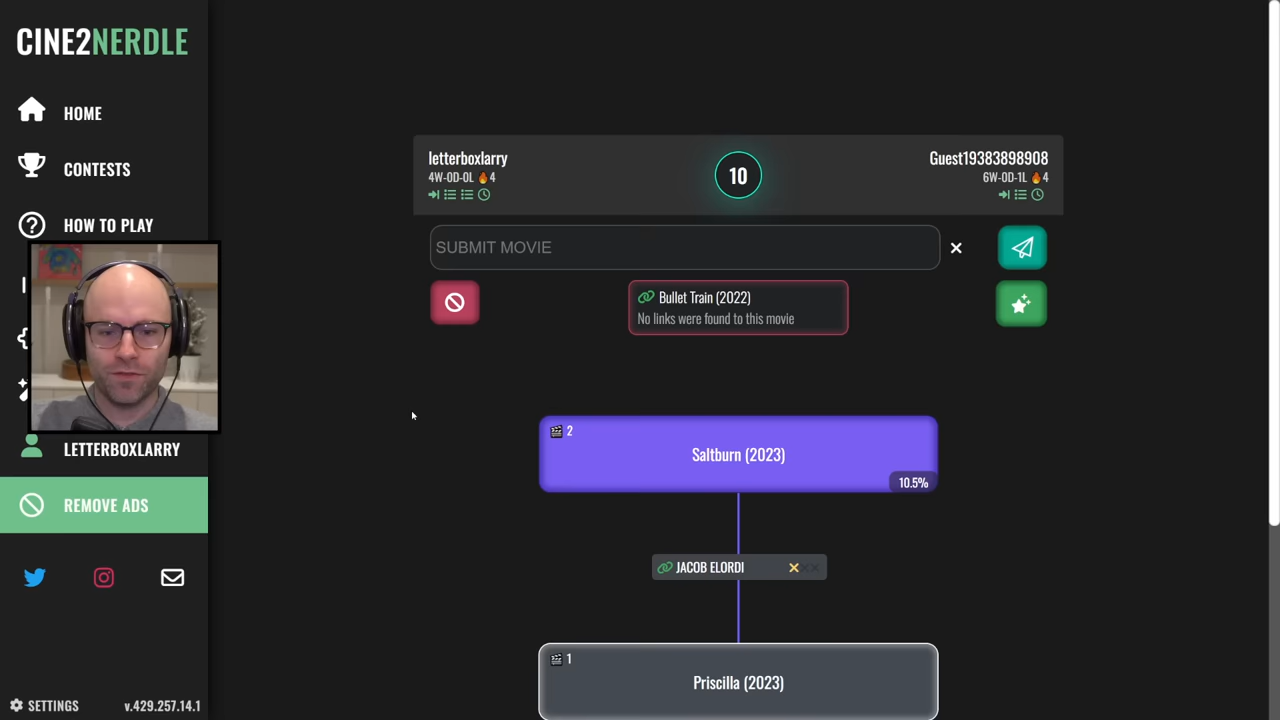 CINE2NERDLE
HOME
CONTESTS
HOW TO PLAY
LETTERBOXLARRY
REMOVE ADS
SETTINGS
v.429.257.14.1
letterboxlarry
4W-0D-0L 4
10
Guest19383898908
6W-0D-1L 4
SUBMIT MOVIE
Bullet Train (2022)
No links were found to this movie
2
Saltburn (2023)
10.5%
JACOB ELORDI
1
Priscilla (2023)